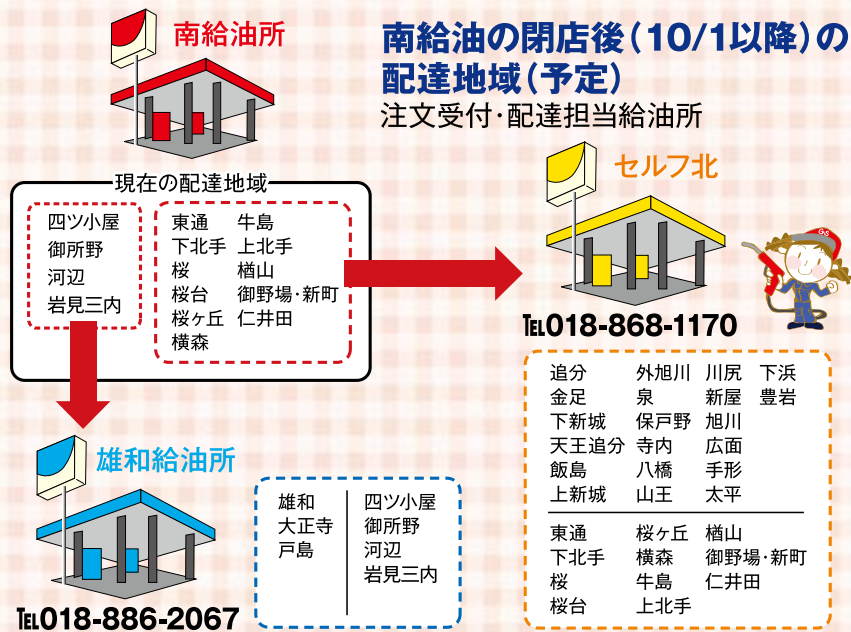 南給油所
南給油の閉店後(10/1以降)の
配達地域(予定)
注文受付・配達担当給油所
現在の配達地域
四ツ小屋
御所野
河辺
岩見三内
東通 牛島
下北手 上北手
桜 楢山
桜台 御野場・新町
桜ヶ丘 仁井田
横森
セルフ北
GS
TEL018-868-1170
追分 外旭川 川尻 下浜
金足 泉 新屋 豊岩
下新城 保戸野 旭川
天王追分 寺内 広面
飯島 八橋 手形
上新城 山王 太平
東通 桜ヶ丘 楢山
下北手 横森 御野場・新町
桜 牛島 仁井田
桜台 上北手
雄和給油所
TEL018-886-2067
雄和 四ツ小屋
大正寺 御所野
戸島 河辺
岩見三内